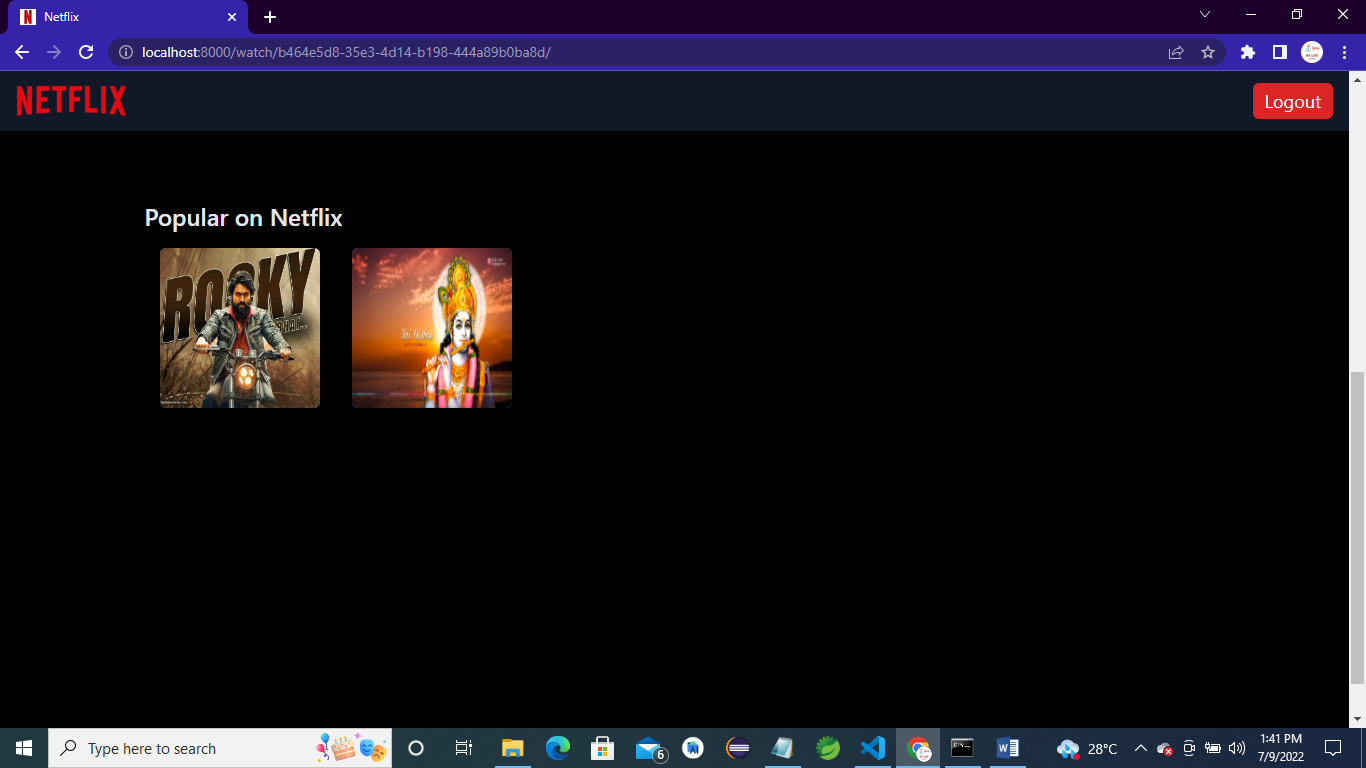 Netflix
localhost:8000/watch/b464e5d8-35e3-4d14-b198-444a89b0ba8d/
NETFLIX
Logout
Popular on Netflix
ROCKY
Type here to search
6
28°C
1:41 PM
7/9/2022